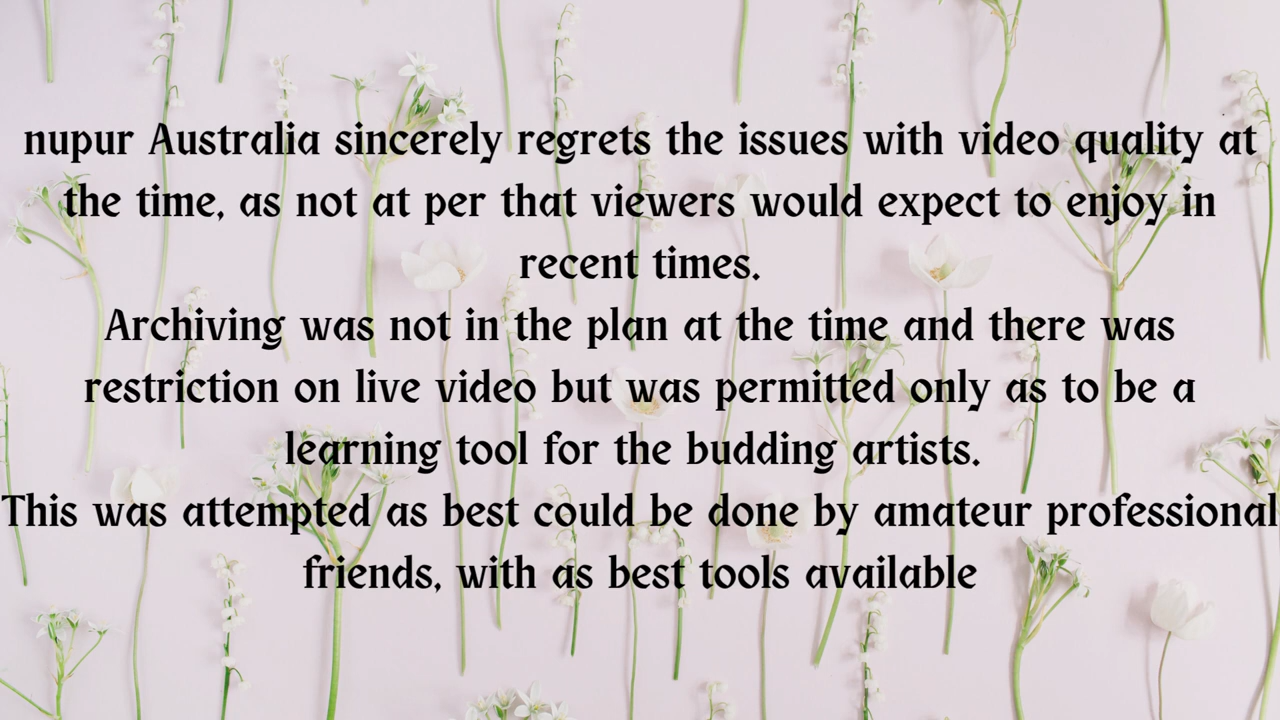 nupur Australia sincerely regrets the issues with video quality at
the time, as not at per that viewers would expect to enjoy in
recent times.
Archiving was not in the plan at the time and there was
restriction on live video but was permitted only as to be a
learning tool for the budding artists.
This was attempted as best could be done by amateur professional
friends, with as best tools available